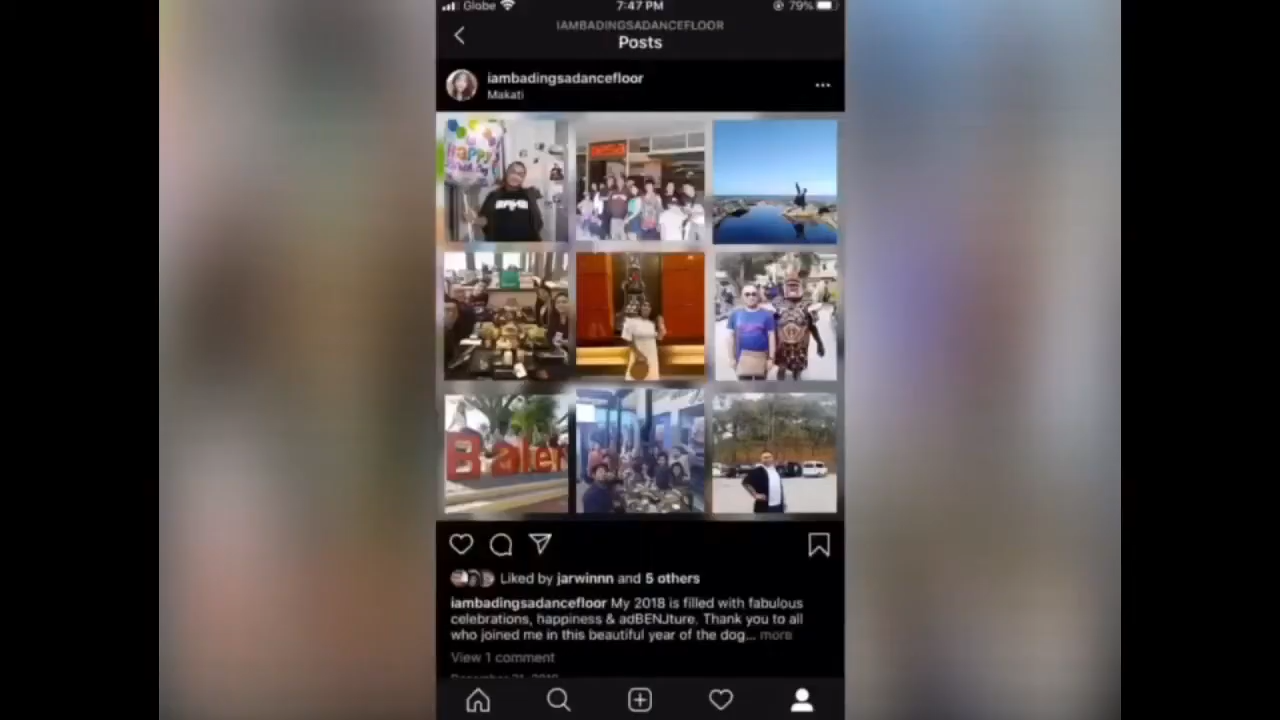 Globe 7:47 PM 79%
IAMBADINGSADANCEFLOOR
Posts
iambadingsadancefloor
Makati
HAPPY
Baler
Liked by jarwinnn and 5 others
iambadingsadancefloor My 2018 is filled with fabulous
celebrations, happiness & adBENJture. Thank you to all
who joined me in this beautiful year of the dog... more
View 1 comment